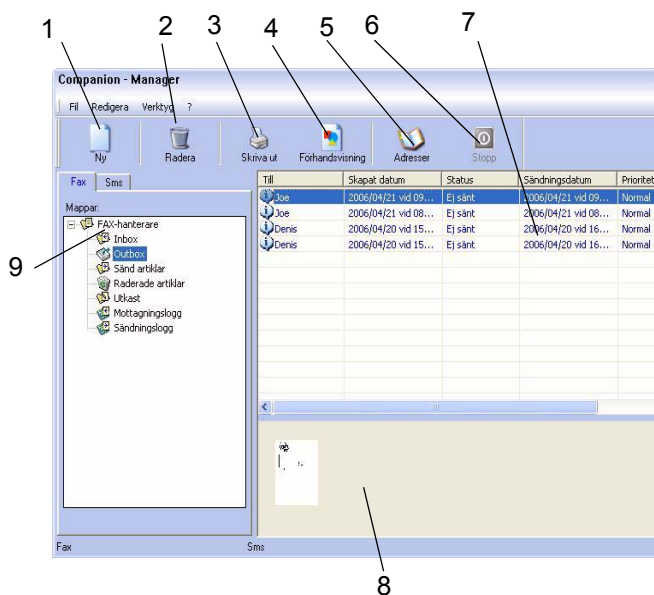 1 2 3 4 5 6 7
Companion - Manager
Fil Redigera Verktyg ?
Ny Radera Skriva ut Förhandsvisning Adresser Stopp
Fax Sms
Till Skapat datum Status Sändningsdatum Prioritet
Joe 2006/04/21 vid 09... Ej sänt 2006/04/21 vid 09... Normal
Joe 2006/04/21 vid 08... Ej sänt 2006/04/21 vid 08... Normal
Denis 2006/04/20 vid 15... Ej sänt 2006/04/20 vid 16... Normal
Denis 2006/04/20 vid 15... Ej sänt 2006/04/20 vid 16... Normal
Mappar:
FAX-hanterare
Inbox
Outbox
Sänd artiklar
Raderade artiklar
Utkast
Mottagningslogg
Sändningslogg
9
Fax Sms
8